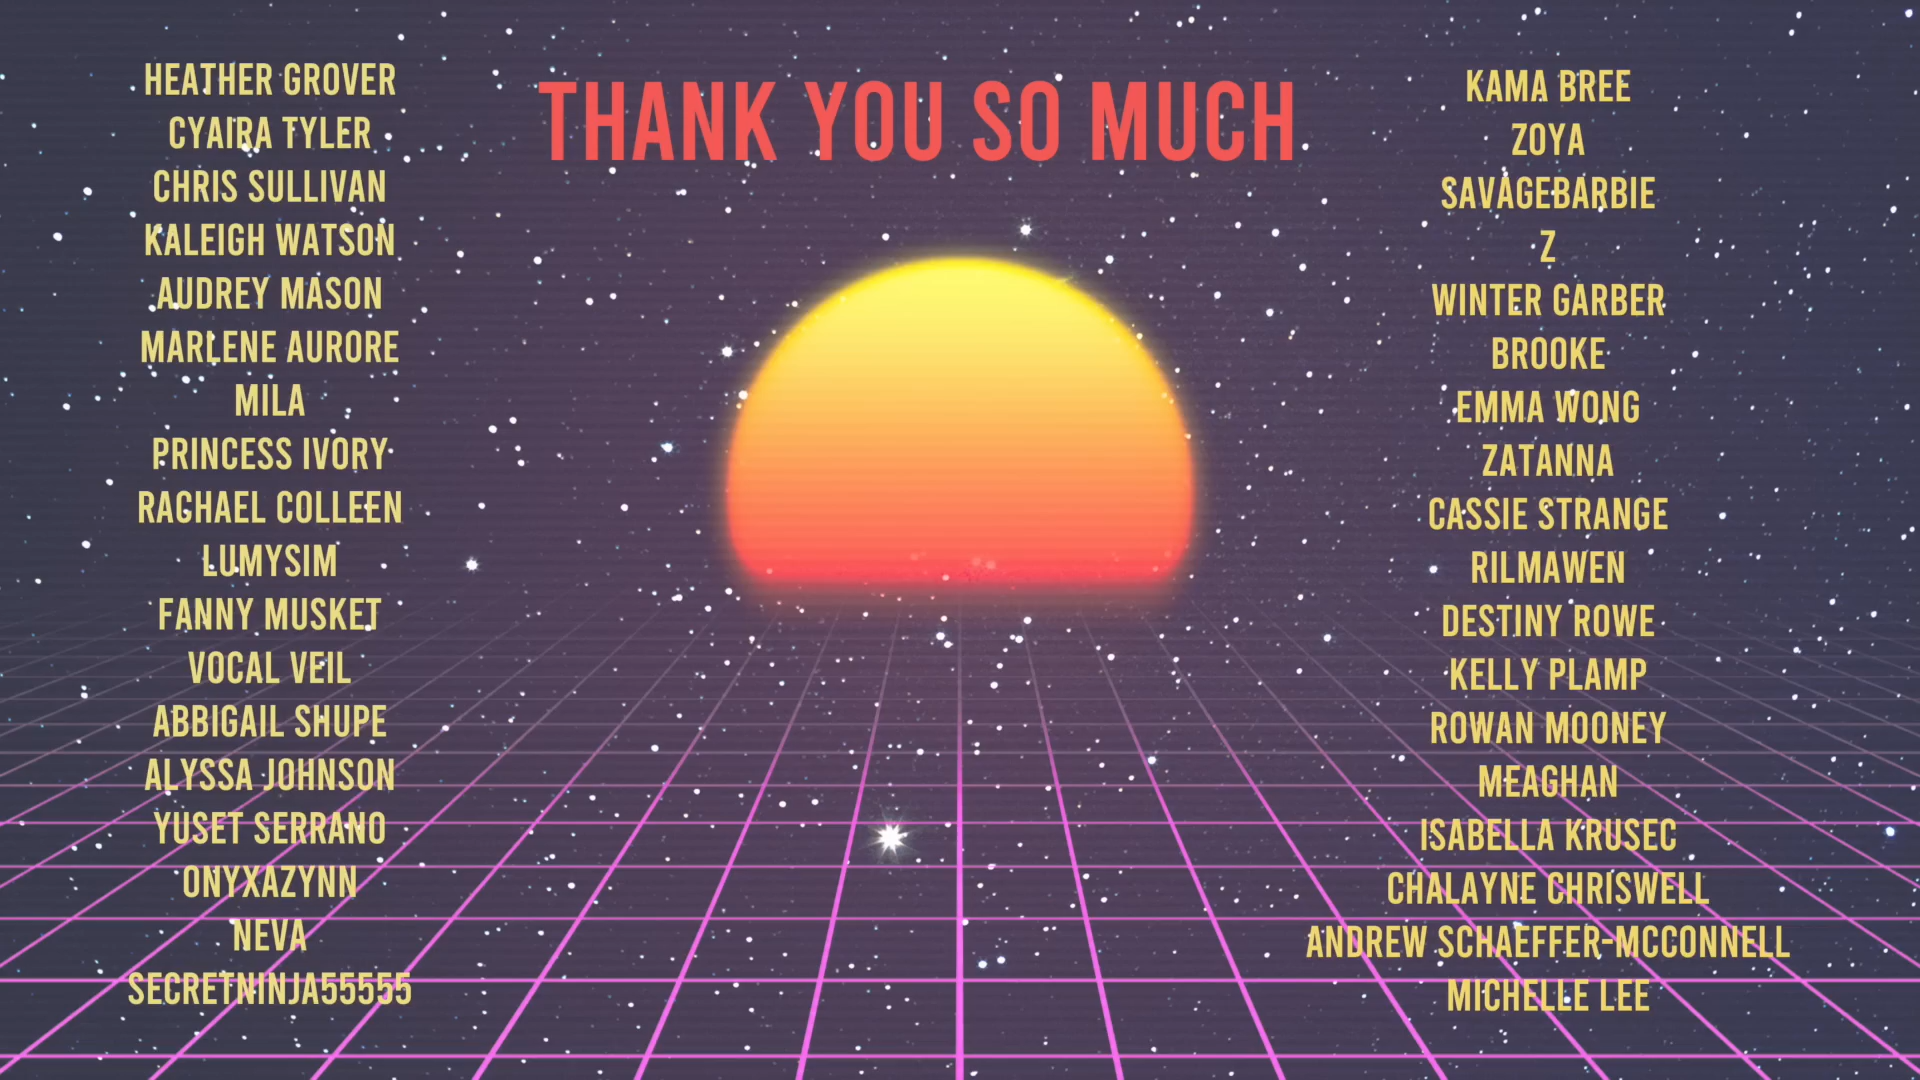 HEATHER GROVER
CYAIRA TYLER
CHRIS SULLIVAN
KALEIGH WATSON
AUDREY MASON
MARLENE AURORE
MILA
PRINCESS IVORY
RACHAEL COLLEEN
LUMYSIM
FANNY MUSKET
VOCAL VEIL
ABBIGAIL SHUPE
ALYSSA JOHNSON
YUSET SERRANO
ONYXAZYNN
NEVA
SECRETNINJA55555
THANK YOU SO MUCH
KAMA BREE
ZOYA
SAVAGEBARBIE
Z
WINTER GARBER
BROOKE
EMMA WONG
ZATANNA
CASSIE STRANGE
RILMAWEN
DESTINY ROWE
KELLY PLAMP
ROWAN MOONEY
MEAGHAN
ISABELLA KRUSEC
CHALAYNE CHRISWELL
ANDREW SCHAEFFER-MCCONNELL
MICHELLE LEE